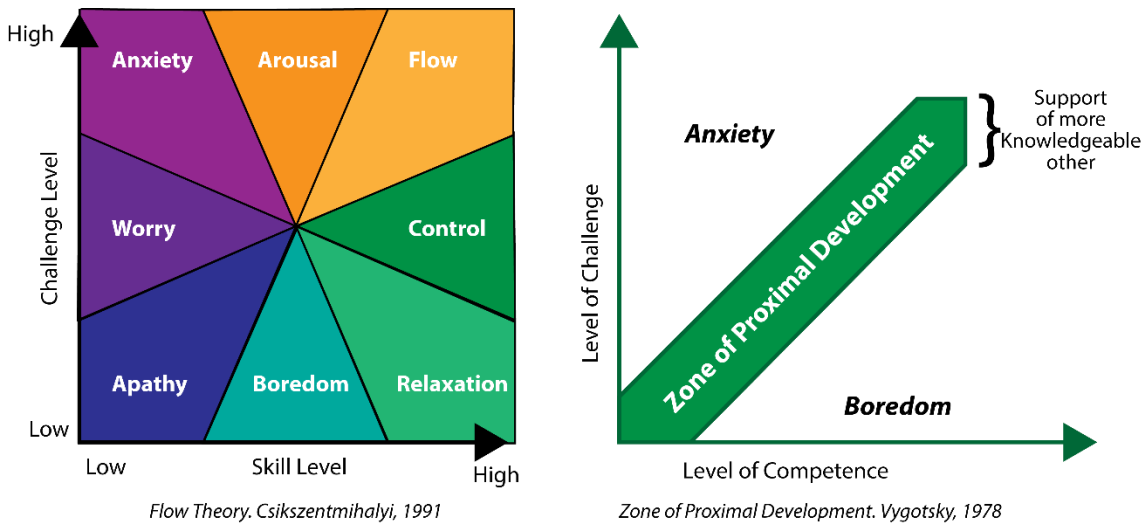 High
Anxiety
Arousal
Flow
Challenge Level
Worry
Control
Apathy
Boredom
Relaxation
Low
Low
Skill Level
High
Flow Theory. Csikszentmihalyi, 1991
Level of Challenge
Anxiety
Zone of Proximal Development
Support
of more
Knowledgeable
other
Boredom
Level of Competence
Zone of Proximal Development. Vygotsky, 1978